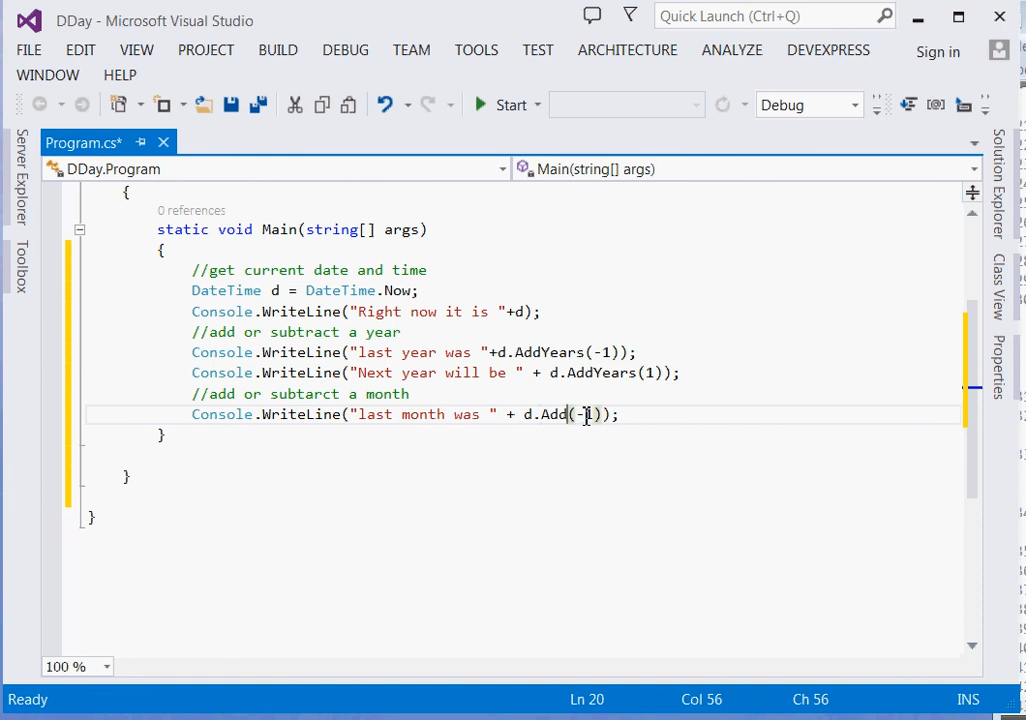 DDay - Microsoft Visual Studio
Quick Launch (Ctrl+Q)
FILE EDIT VIEW PROJECT BUILD DEBUG TEAM TOOLS TEST ARCHITECTURE ANALYZE DEVEXPRESS Sign in
WINDOW HELP
Start Debug
Program.cs*
DDay.Program Main(string[] args)
Server Explorer
Toolbox
Solution Explorer
Class View
Properties
{
0 references
static void Main(string[] args)
{
//get current date and time
DateTime d = DateTime.Now;
Console.WriteLine("Right now it is "+d);
//add or subtract a year
Console.WriteLine("last year was "+d.AddYears(-1));
Console.WriteLine("Next year will be " + d.AddYears(1));
//add or subtarct a month
Console.WriteLine("last month was " + d.Add(-1));
}
}
}
100 %
Ready Ln 20 Col 56 Ch 56 INS